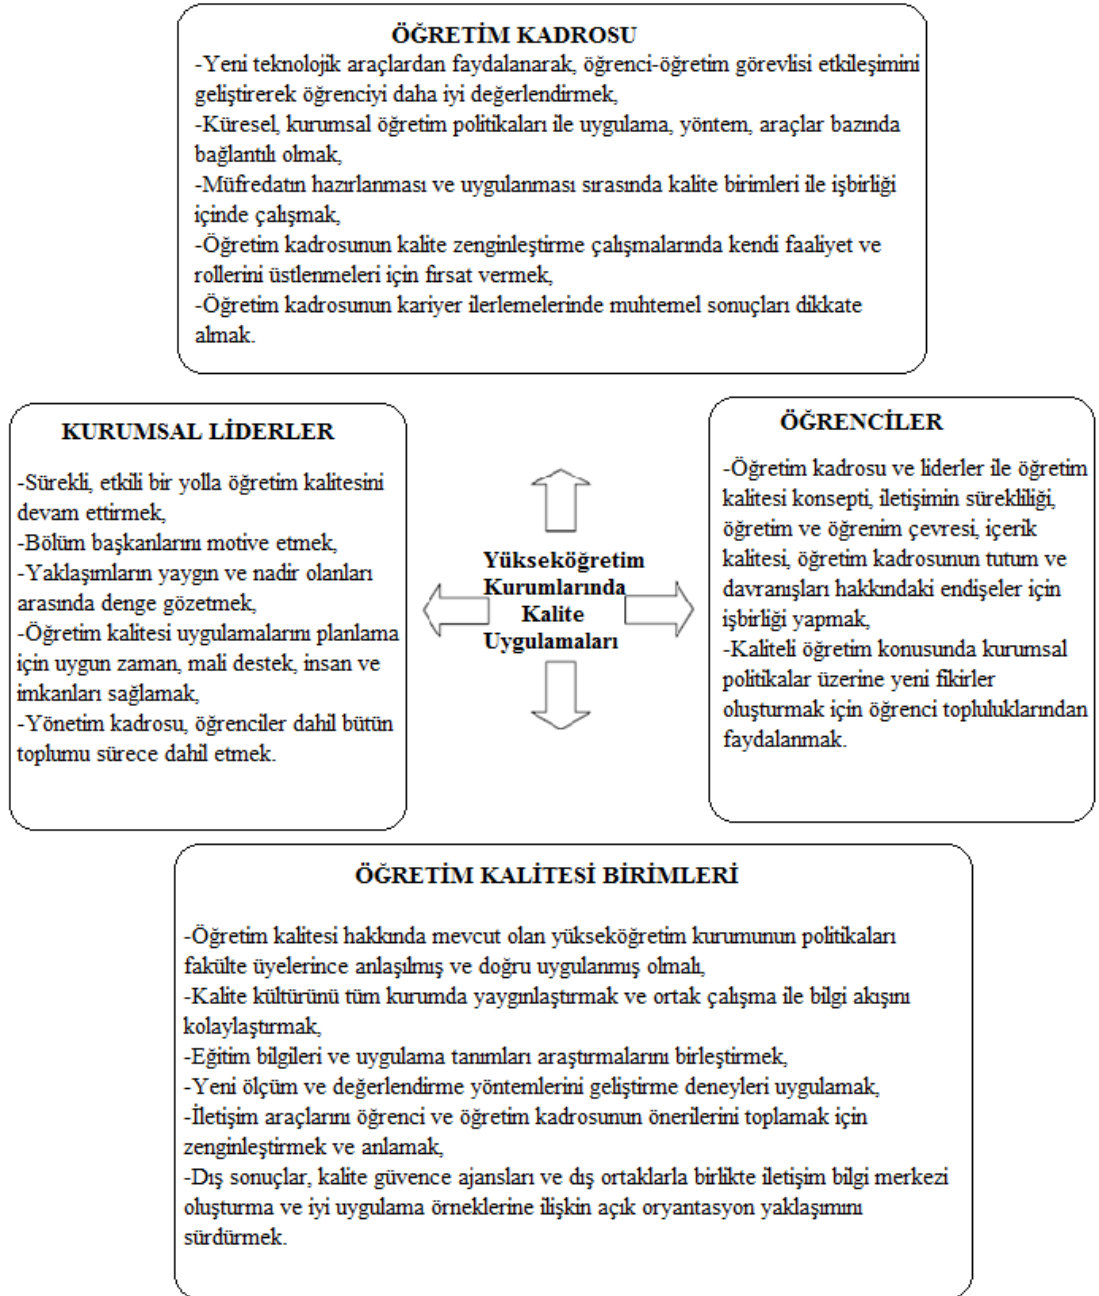 ÖĞRETİM KADROSU
-Yeni teknolojik araçlardan faydalanarak, öğrenci-öğretim görevlisi etkileşimini
geliştirerek öğrenciyi daha iyi değerlendirmek,
-Küresel, kurumsal öğretim politikaları ile uygulama, yöntem, araçlar bazında
bağlantılı olmak,
-Müfredatın hazırlanması ve uygulanması sırasında kalite birimleri ile işbirliği
içinde çalışmak,
-Öğretim kadrosunun kalite zenginleştirme çalışmalarında kendi faaliyet ve
rollerini üstlenmeleri için fırsat vermek,
-Öğretim kadrosunun kariyer ilerlemelerinde muhtemel sonuçları dikkate
almak.
KURUMSAL LİDERLER
-Sürekli, etkili bir yolla öğretim kalitesini
devam ettirmek,
-Bölüm başkanlarını motive etmek,
-Yaklaşımların yaygın ve nadir olanları
arasında denge gözetmek,
-Öğretim kalitesi uygulamalarını planlama
için uygun zaman, mali destek, insan ve
imkanları sağlamak,
-Yönetim kadrosu, öğrenciler dahil bütün
toplumu sürece dahil etmek.
Yükseköğretim
Kurumlarında
Kalite
Uygulamaları
ÖĞRENCİLER
-Öğretim kadrosu ve liderler ile öğretim
kalitesi konsepti, iletişimin sürekliliği,
öğretim ve öğrenim çevresi, içerik
kalitesi, öğretim kadrosunun tutum ve
davranışları hakkındaki endişeler için
işbirliği yapmak,
-Kaliteli öğretim konusunda kurumsal
politikalar üzerine yeni fikirler
oluşturmak için öğrenci topluluklarından
faydalanmak.
ÖĞRETİM KALİTESİ BİRİMLERİ
-Öğretim kalitesi hakkında mevcut olan yükseköğretim kurumunun politikaları
fakülte üyelerince anlaşılmış ve doğru uygulanmış olmalı,
-Kalite kültürünü tüm kurumda yaygınlaştırmak ve ortak çalışma ile bilgi akışını
kolaylaştırmak,
-Eğitim bilgileri ve uygulama tanımları araştırmalarını birleştirmek,
-Yeni ölçüm ve değerlendirme yöntemlerini geliştirme deneyleri uygulamak,
-İletişim araçlarını öğrenci ve öğretim kadrosunun önerilerini toplamak için
zenginleştirmek ve anlamak,
-Dış sonuçlar, kalite güvence ajansları ve dış ortaklarla birlikte iletişim bilgi merkezi
oluşturma ve iyi uygulama örneklerine ilişkin açık oryantasyon yaklaşımını
sürdürmek.